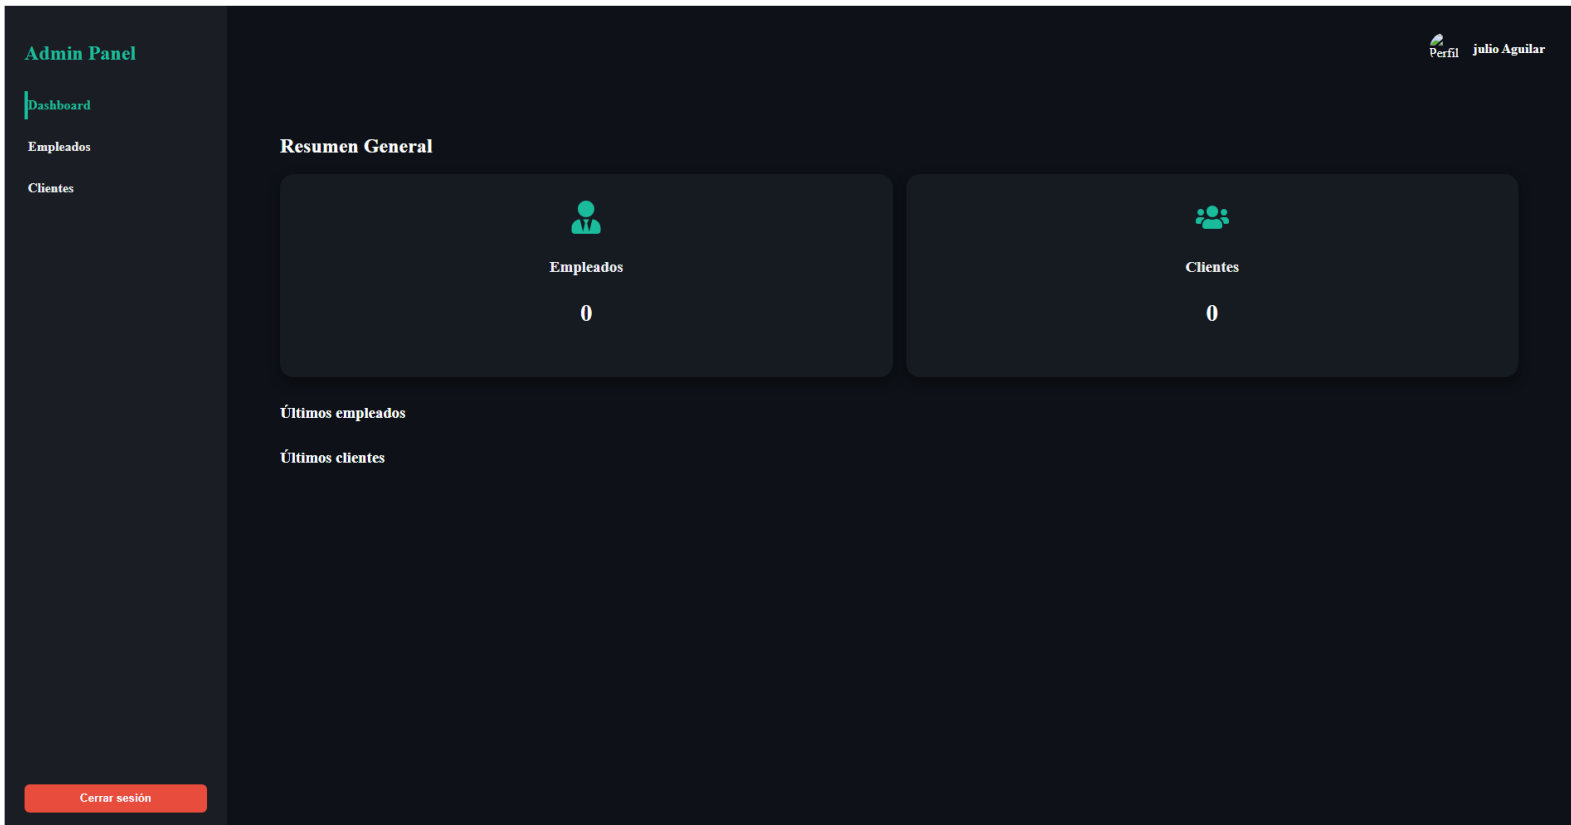 Admin Panel
Perfil
julio Aguilar
Dashboard
Empleados
Clientes
Resumen General
Empleados
0
Clientes
0
Últimos empleados
Últimos clientes
Cerrar sesión